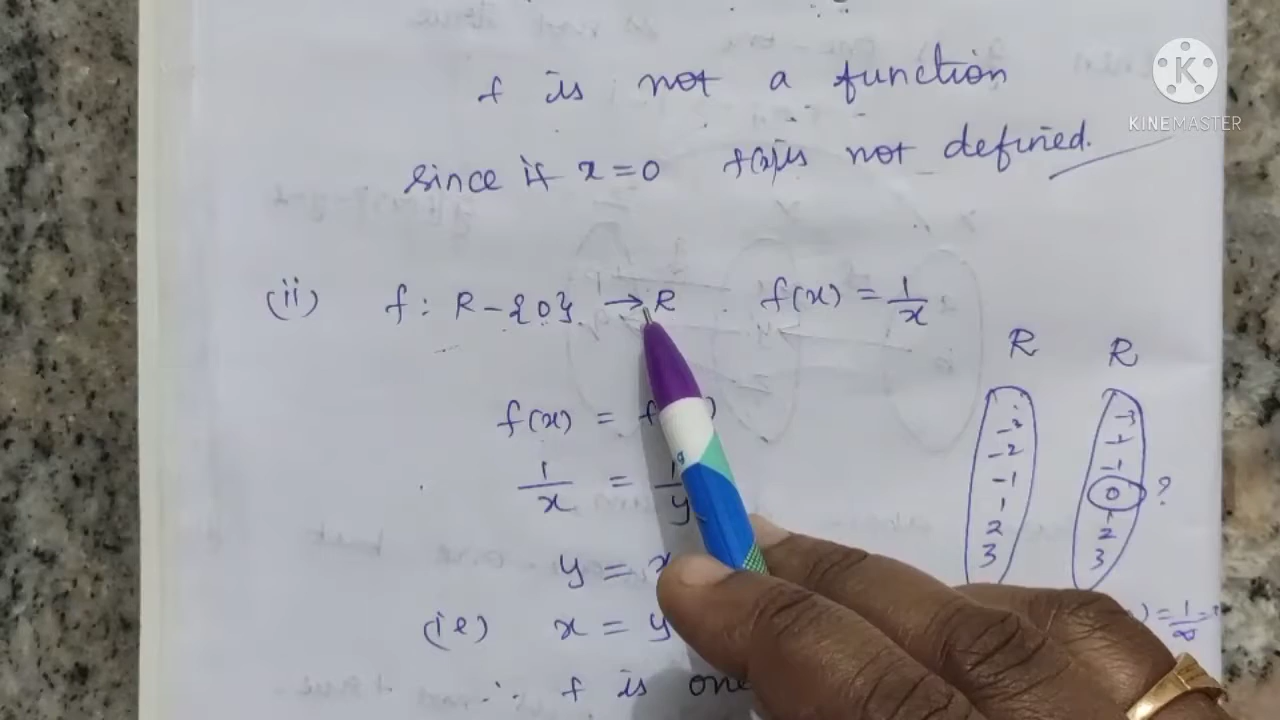 f is not a function
KINEMASTER
since if x=0 f(x) is not defined.
(ii) f: R-{0} → R f(x) = 1/x
R R
f(x) = f
-3
-2 -1
1/x = 1/y
-1 0 ?
1
2 2
3 3
y = x
(ie) x = y
) = 1/∞
∴ f is one